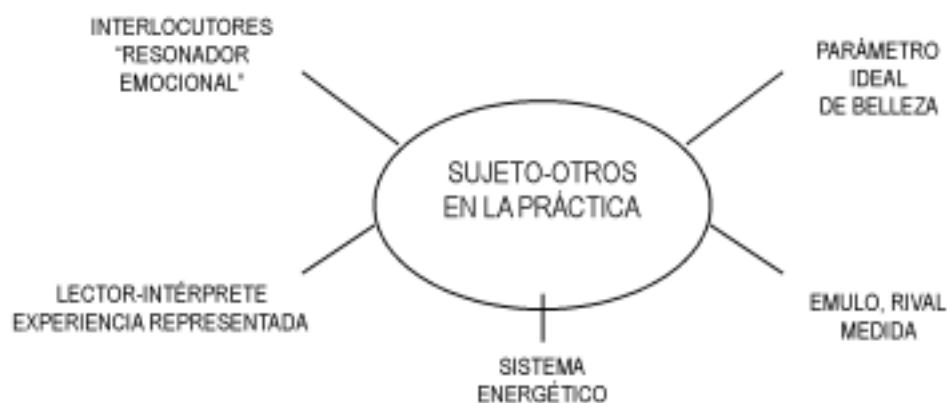 INTERLOCUTORES
"RESONADOR
EMOCIONAL"
PARÁMETRO
IDEAL
DE BELLEZA
SUJETO-OTROS
EN LA PRÁCTICA
LECTOR-INTÉRPRETE
EXPERIENCIA REPRESENTADA
EMULO, RIVAL
MEDIDA
SISTEMA
ENERGÉTICO